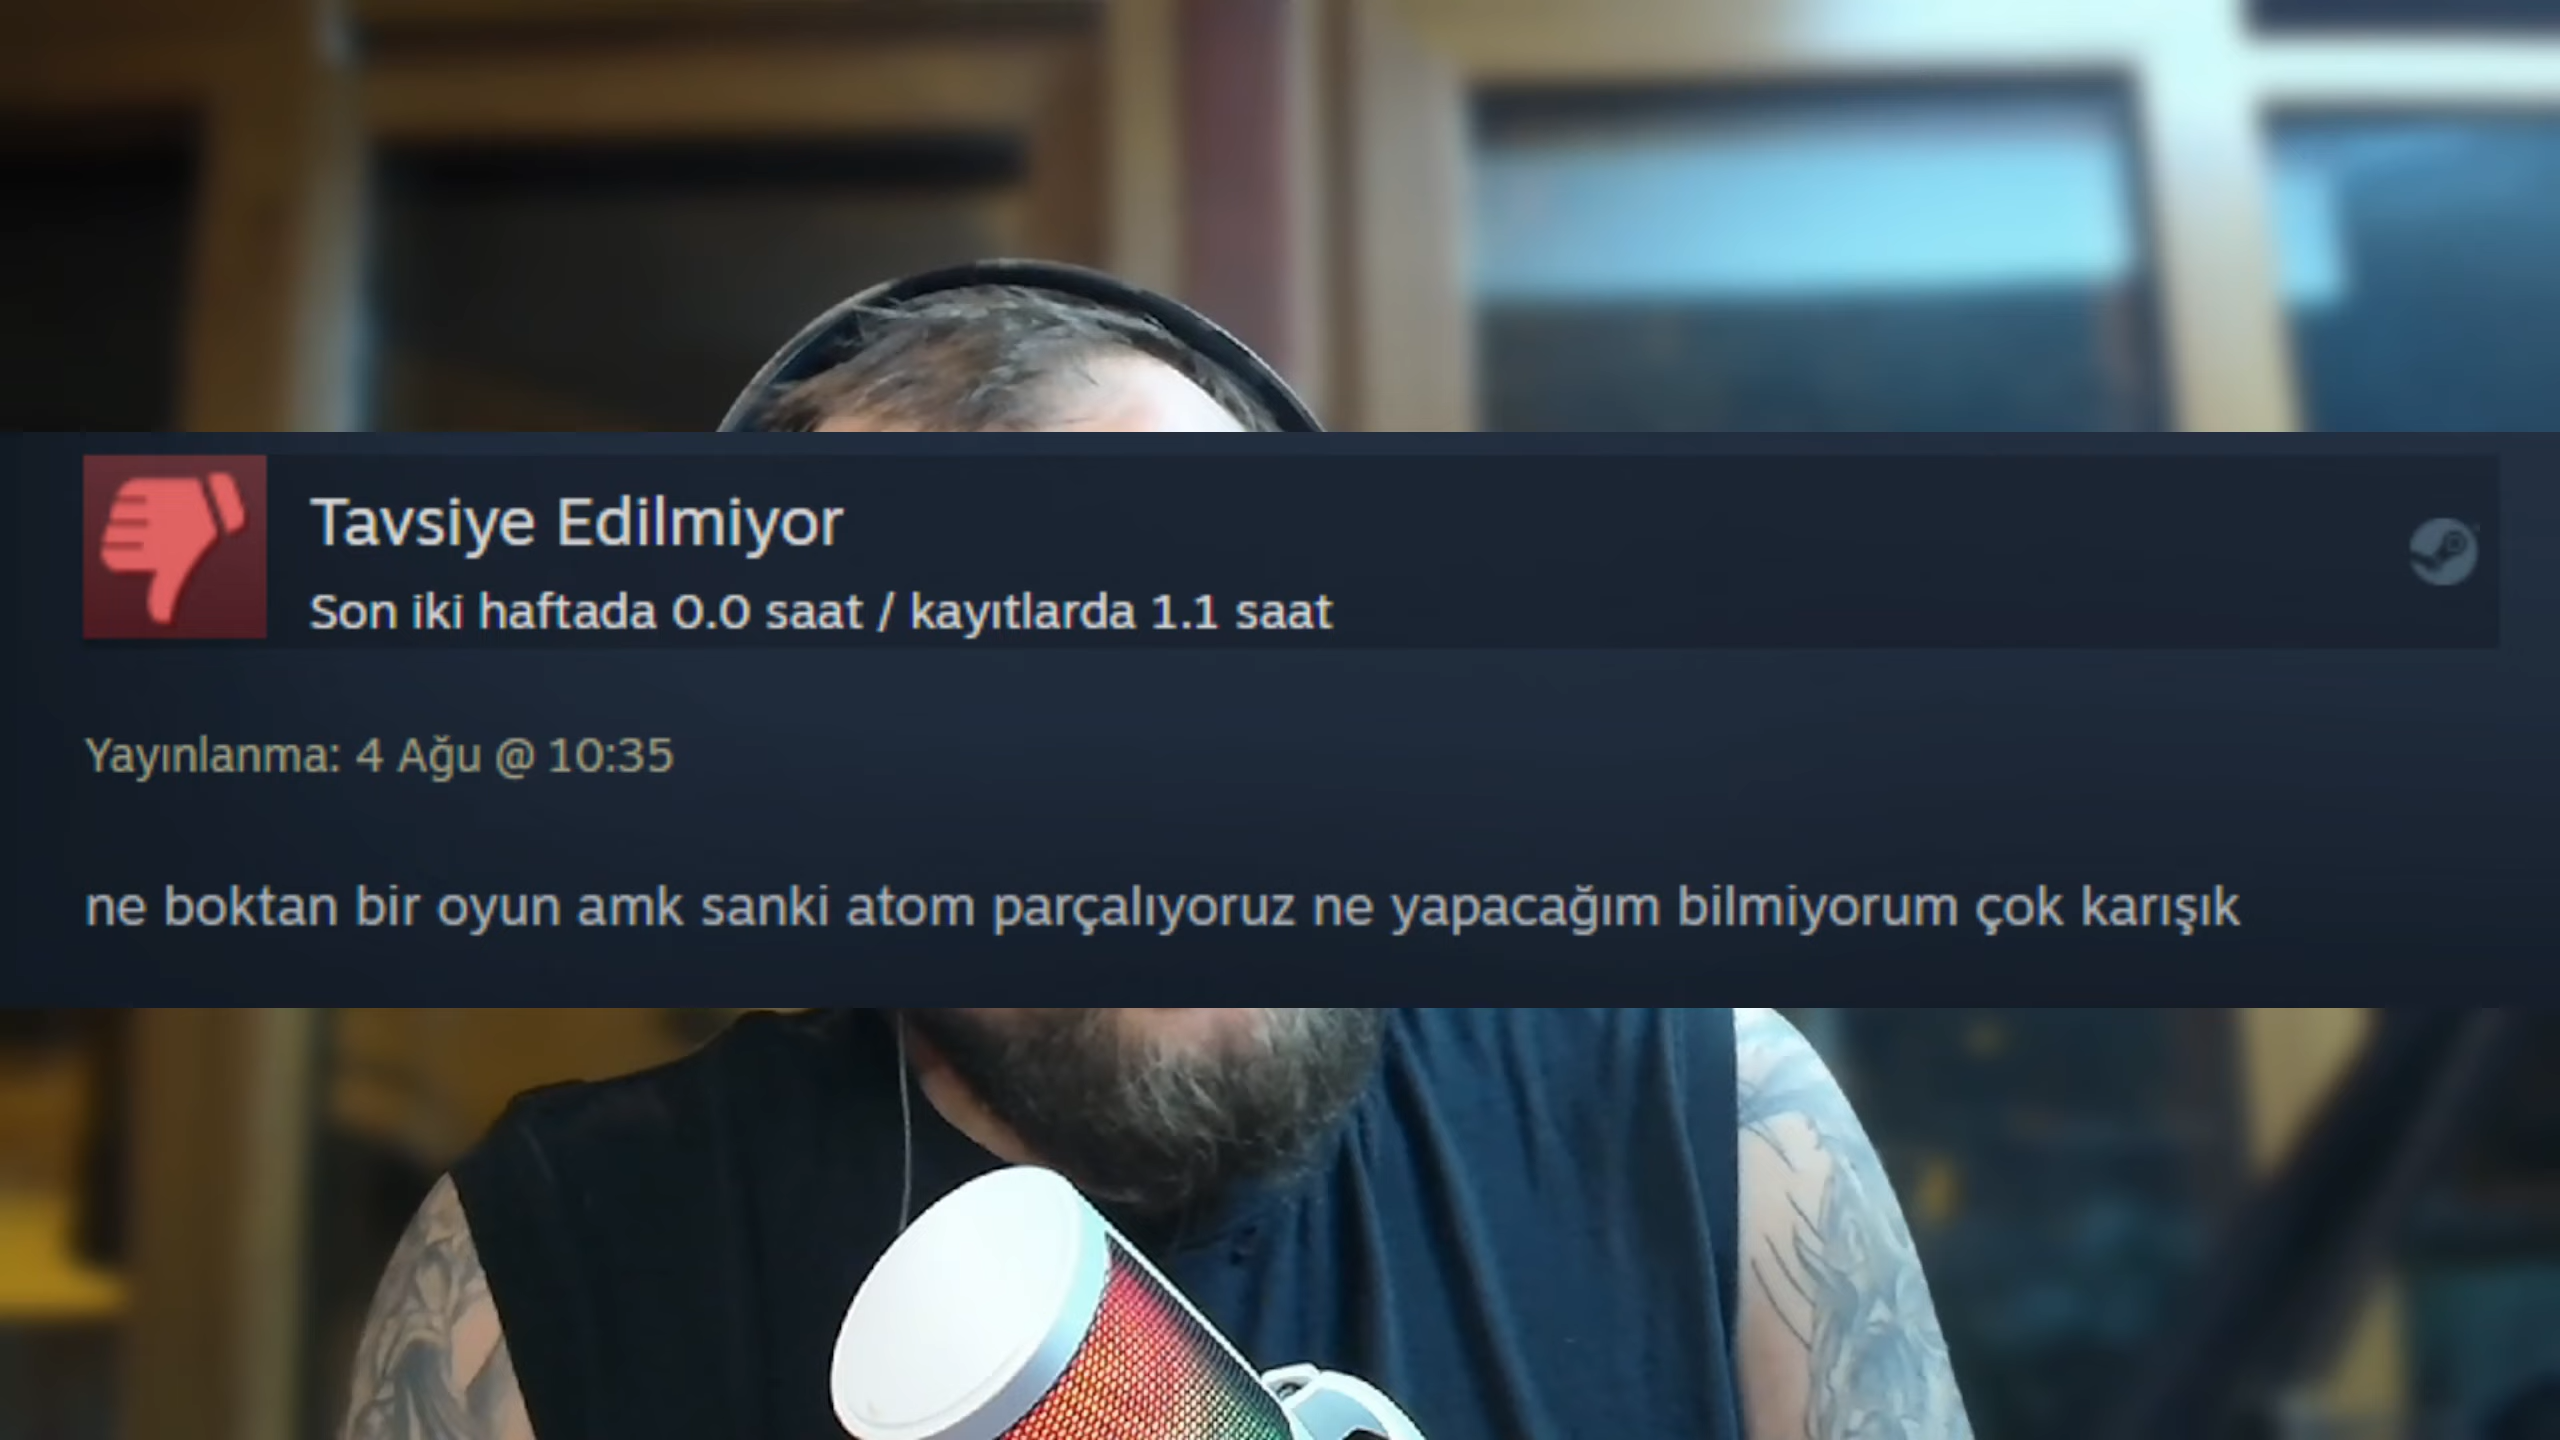 Tavsiye Edilmiyor
Son iki haftada 0.0 saat / kayıtlarda 1.1 saat
Yayınlanma: 4 Ağu @ 10:35
ne boktan bir oyun amk sanki atom parçalıyoruz ne yapacağım bilmiyorum çok karışık